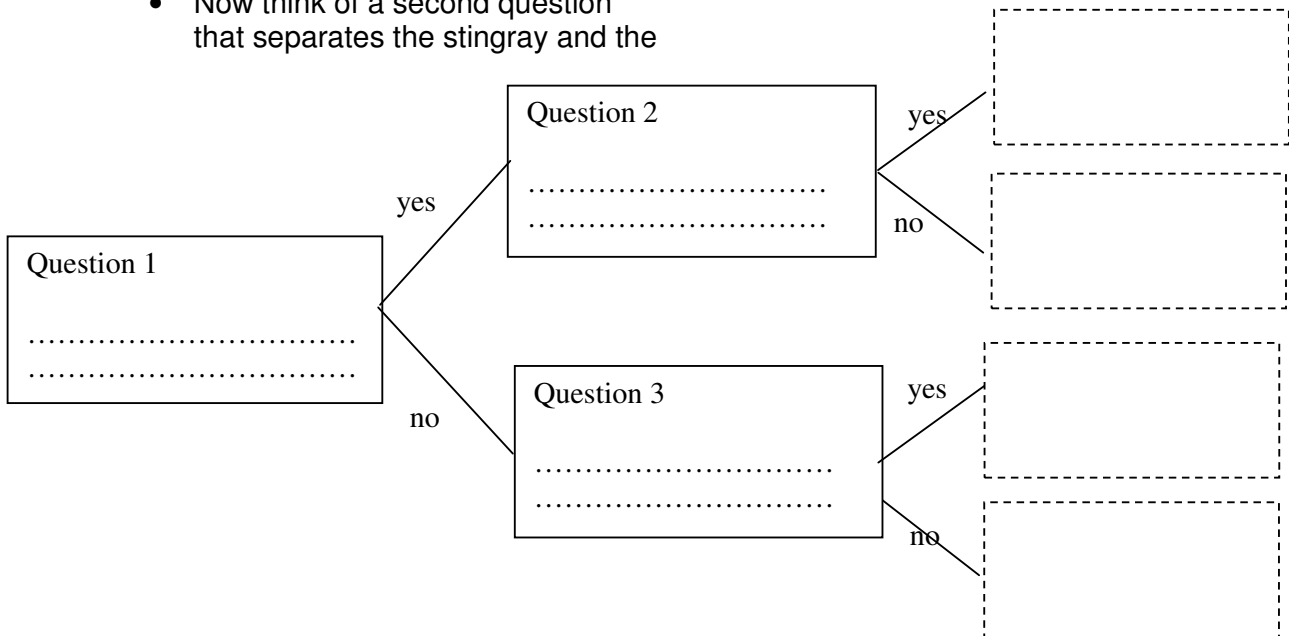 • Now think of a second question
that separates the stingray and the
Question 2
yes
…………………………
…………………………
yes
no
Question 1
……………………………
……………………………
Question 3
yes
no
…………………………
…………………………
no